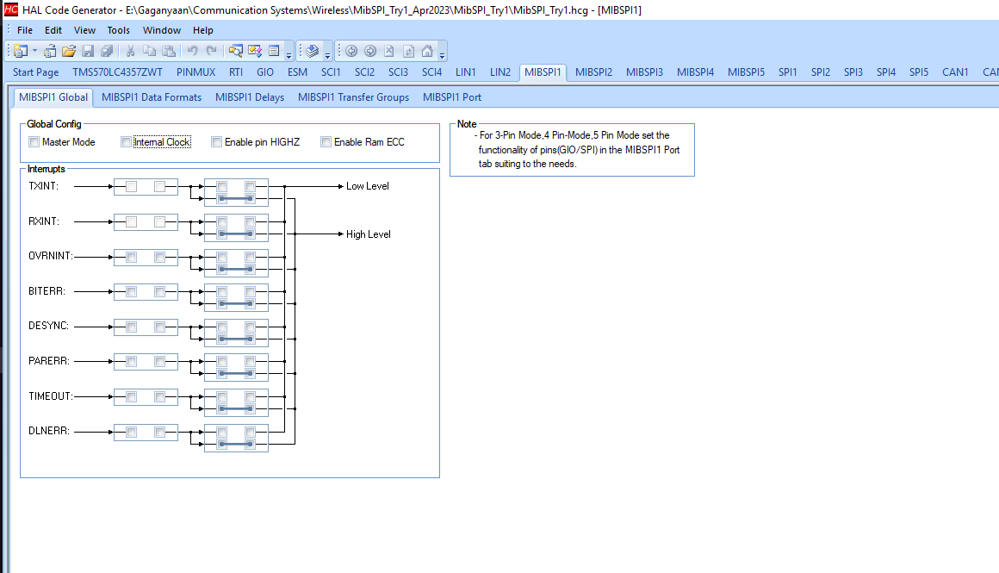 HC HAL Code Generator - E:\Gaganyaan\Communication Systems\Wireless\MibSPI_Try1_Apr2023\MibSPI_Try1\MibSPI_Try1.hcg - [MIBSPI1]
File Edit View Tools Window Help
Start Page TMS570LC4357ZWT PINMUX RTI GIO ESM SCI1 SCI2 SCI3 SCI4 LIN1 LIN2 MIBSPI1 MIBSPI2 MIBSPI3 MIBSPI4 MIBSPI5 SPI1 SPI2 SPI3 SPI4 SPI5 CAN1 CAN
MIBSPI1 Global MIBSPI1 Data Formats MIBSPI1 Delays MIBSPI1 Transfer Groups MIBSPI1 Port
Global Config
Master Mode Internal Clock Enable pin HIGHZ Enable Ram ECC
Note
- For 3-Pin Mode,4 Pin-Mode,5 Pin Mode set the
functionality of pins(GIO/SPI) in the MIBSPI1 Port
tab suiting to the needs.
Interrupts
TXINT: Low Level
RXINT:
High Level
OVRNINT:
BITERR:
DESYNC:
PARERR:
TIMEOUT:
DLNERR: